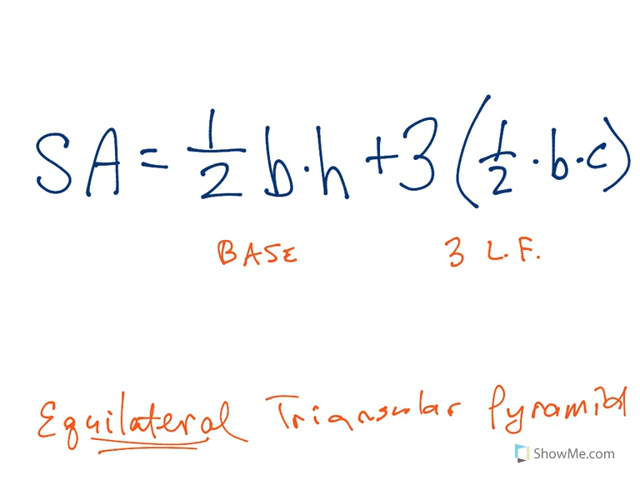 SA = 1/2 b·h + 3 (1/2 · b · c)
BASE 3 L.F.
Equilateral Triangular Pyramid
ShowMe.com